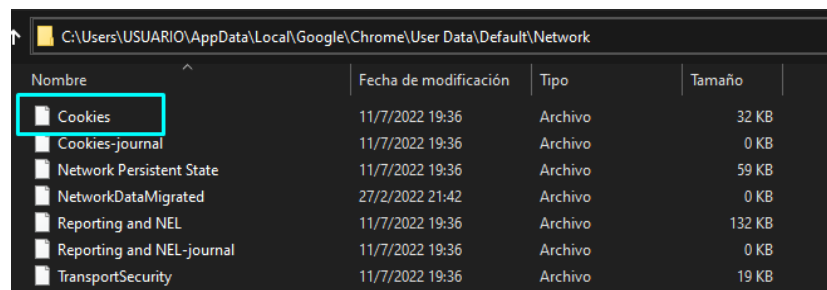 C:\Users\USUARIO\AppData\Local\Google\Chrome\User Data\Default\Network
Nombre Fecha de modificación Tipo Tamaño
Cookies 11/7/2022 19:36 Archivo 32 KB
Cookies-journal 11/7/2022 19:36 Archivo 0 KB
Network Persistent State 11/7/2022 19:36 Archivo 59 KB
NetworkDataMigrated 27/2/2022 21:42 Archivo 0 KB
Reporting and NEL 11/7/2022 19:36 Archivo 132 KB
Reporting and NEL-journal 11/7/2022 19:36 Archivo 0 KB
TransportSecurity 11/7/2022 19:36 Archivo 19 KB